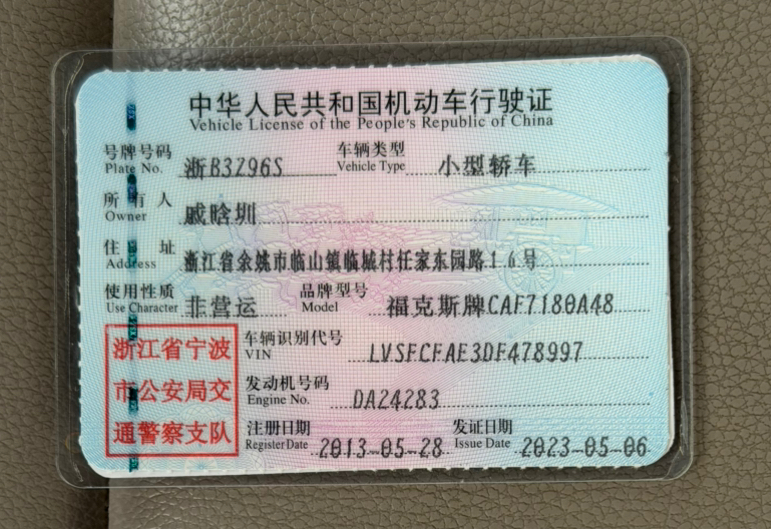 中华人民共和国机动车行驶证
Vehicle License of the People's Republic of China
号牌号码 浙B3Z96S 车辆类型 小型轿车
Plate No. Vehicle Type
所有人 戚晗圳
Owner
住址 浙江省余姚市临山镇临城村任家东园路16号
Address
使用性质 非营运 品牌型号 福克斯牌CAF7180A48
Use Character Model
浙江省宁波
市公安局交
通警察支队
车辆识别代号 LVSFCFAE3DF478997
VIN
发动机号码 DA24283
Engine No.
注册日期 2013-05-28 发证日期 2023-05-06
Register Date Issue Date